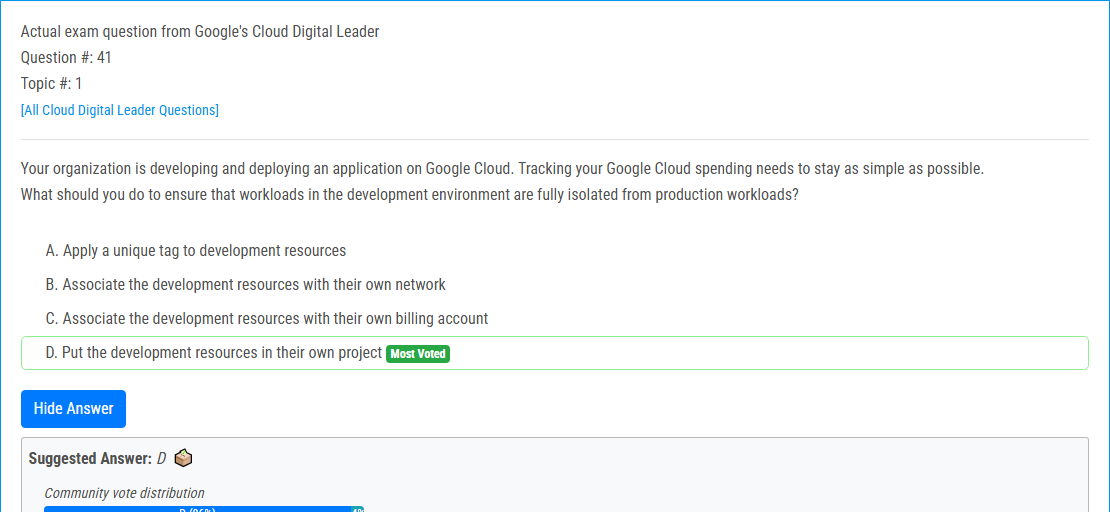 Actual exam question from Google's Cloud Digital Leader
Question #: 41
Topic #: 1
[All Cloud Digital Leader Questions]
Your organization is developing and deploying an application on Google Cloud. Tracking your Google Cloud spending needs to stay as simple as possible.
What should you do to ensure that workloads in the development environment are fully isolated from production workloads?
A. Apply a unique tag to development resources
B. Associate the development resources with their own network
C. Associate the development resources with their own billing account
D. Put the development resources in their own project Most Voted
Hide Answer
Suggested Answer: D
Community vote distribution